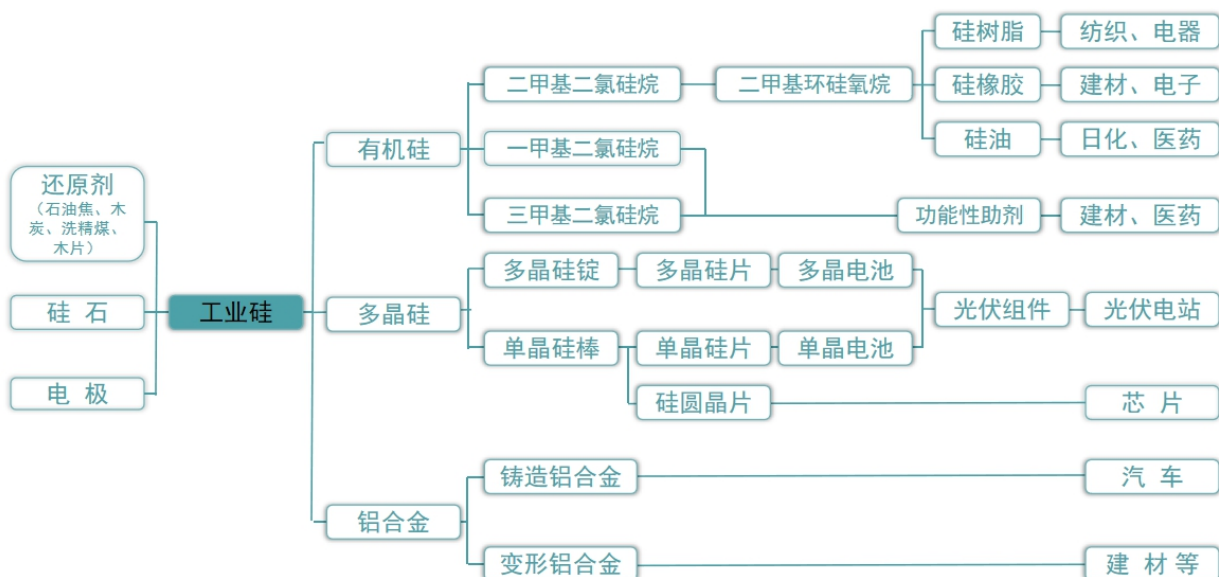 硅树脂
纺织、电器
二甲基二氯硅烷
二甲基环硅氧烷
硅橡胶
建材、电子
有机硅
一甲基二氯硅烷
硅油
日化、医药
还原剂
（石油焦、木
炭、洗精煤、
木片）
三甲基二氯硅烷
功能性助剂
建材、医药
多晶硅锭
多晶硅片
多晶电池
硅 石
工业硅
多晶硅
光伏组件
光伏电站
单晶硅棒
单晶硅片
单晶电池
电 极
硅圆晶片
芯 片
铸造铝合金
汽 车
铝合金
变形铝合金
建 材 等